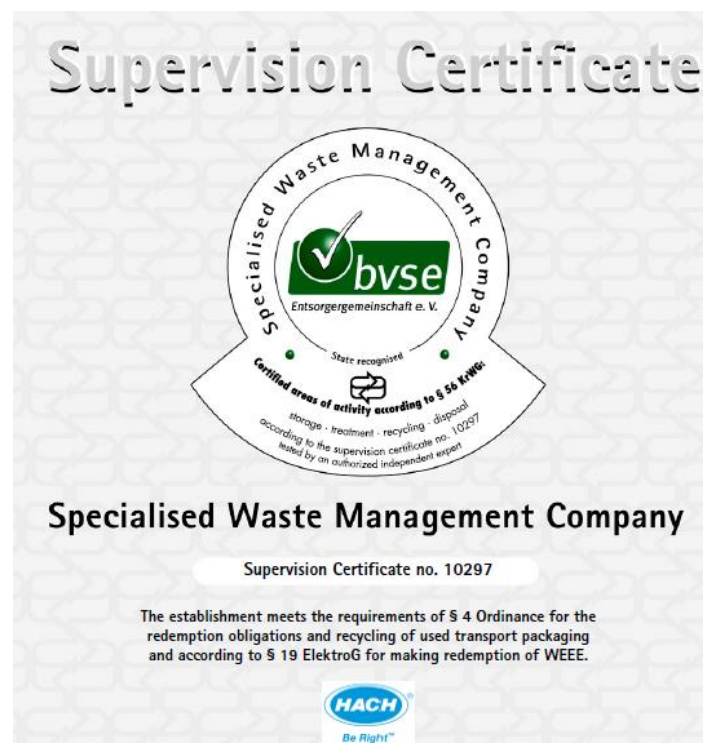 Supervision Certificate
Specialised Waste Management Company
bvse
Entsorgergemeinschaft e. V.
State recognised
Certified areas of activity according to § 56 KrWG:
storage · treatment · recycling · disposal
according to the supervision certificate no. 10297
tested by an authorized independent expert
Specialised Waste Management Company
Supervision Certificate no. 10297
The establishment meets the requirements of § 4 Ordinance for the
redemption obligations and recycling of used transport packaging
and according to § 19 ElektroG for making redemption of WEEE.
HACH®
Be Right™